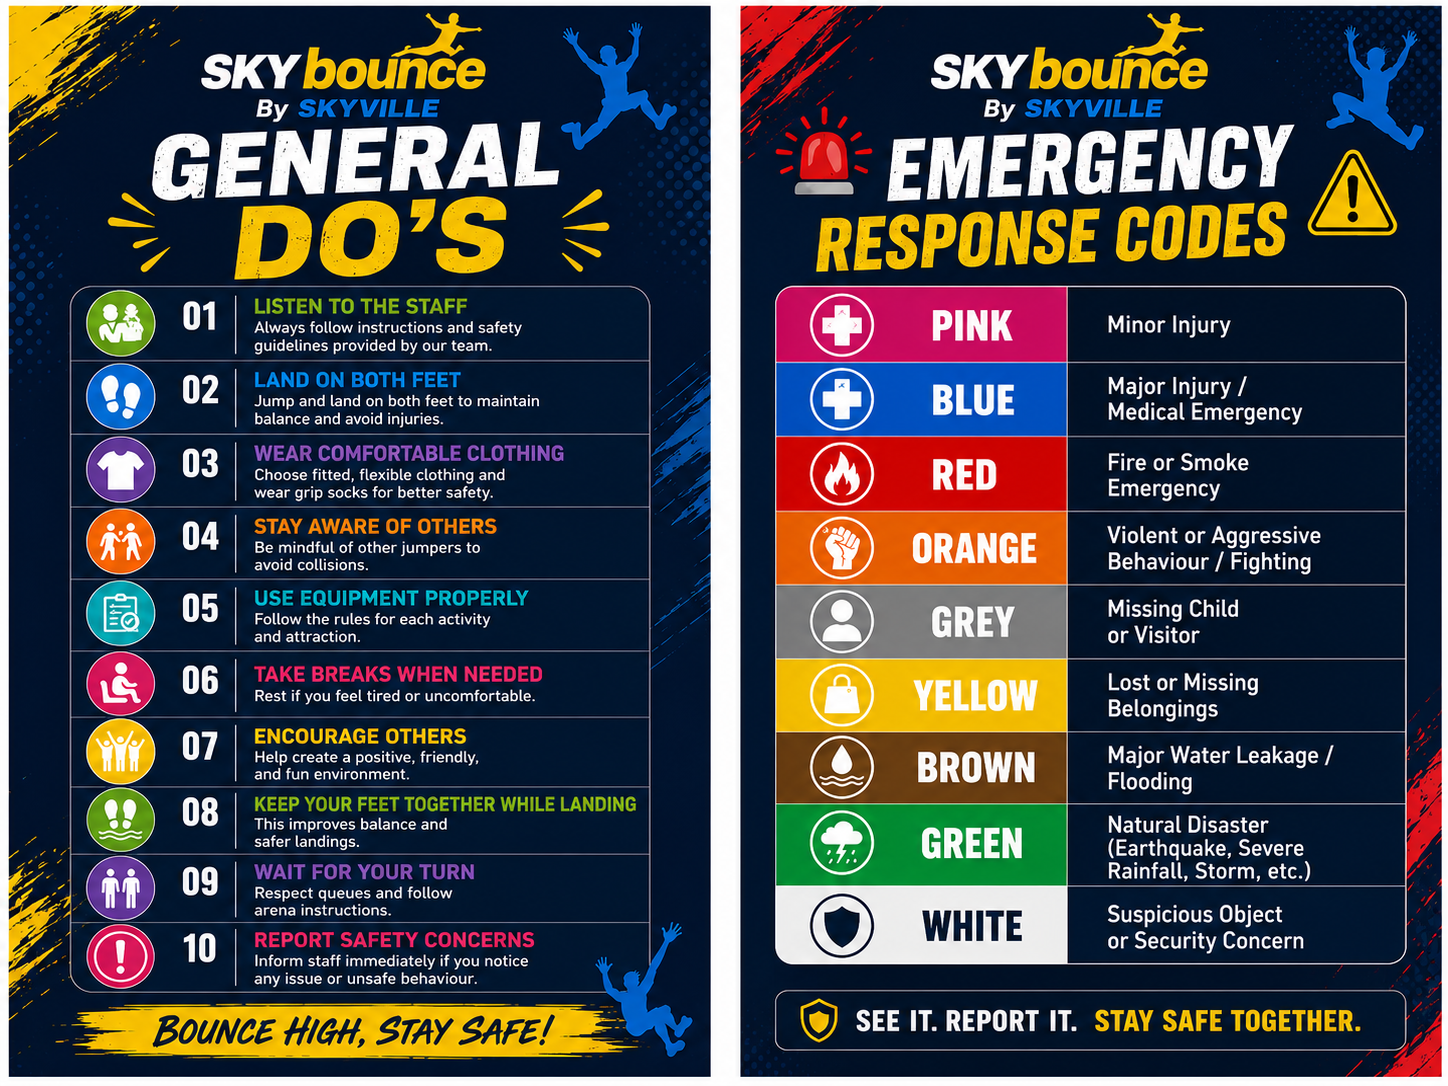 SKY bounce
By SKYVILLE
GENERAL
DO'S
01
LISTEN TO THE STAFF
Always follow instructions and safety
guidelines provided by our team.
02
LAND ON BOTH FEET
Jump and land on both feet to maintain
balance and avoid injuries.
03
WEAR COMFORTABLE CLOTHING
Choose fitted, flexible clothing and
wear grip socks for better safety.
04
STAY AWARE OF OTHERS
Be mindful of other jumpers to
avoid collisions.
05
USE EQUIPMENT PROPERLY
Follow the rules for each activity
and attraction.
06
TAKE BREAKS WHEN NEEDED
Rest if you feel tired or uncomfortable.
07
ENCOURAGE OTHERS
Help create a positive, friendly,
and fun environment.
08
KEEP YOUR FEET TOGETHER WHILE LANDING
This improves balance and
safer landings.
09
WAIT FOR YOUR TURN
Respect queues and follow
arena instructions.
10
REPORT SAFETY CONCERNS
Inform staff immediately if you notice
any issue or unsafe behaviour.
BOUNCE HIGH, STAY SAFE!
SKY bounce
By SKYVILLE
EMERGENCY
RESPONSE CODES
PINK
Minor Injury
BLUE
Major Injury /
Medical Emergency
RED
Fire or Smoke
Emergency
ORANGE
Violent or Aggressive
Behaviour / Fighting
GREY
Missing Child
or Visitor
YELLOW
Lost or Missing
Belongings
BROWN
Major Water Leakage /
Flooding
GREEN
Natural Disaster
(Earthquake, Severe
Rainfall, Storm, etc.)
WHITE
Suspicious Object
or Security Concern
SEE IT. REPORT IT. STAY SAFE TOGETHER.